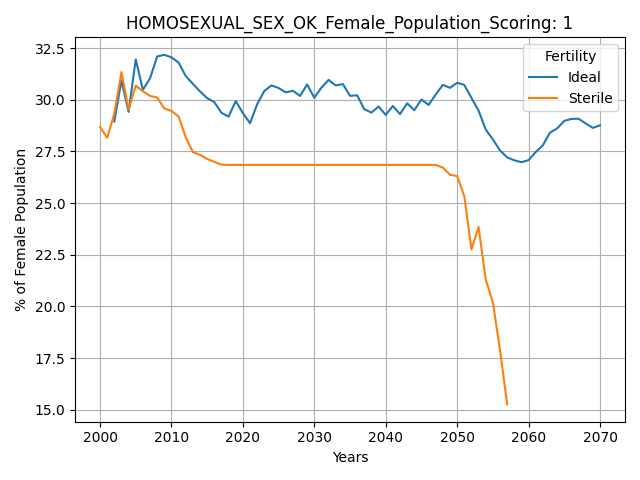 HOMOSEXUAL_SEX_OK_Female_Population_Scoring: 1
Fertility
Ideal
Sterile
% of Female Population
32.5
30.0
27.5
25.0
22.5
20.0
17.5
15.0
2000 2010 2020 2030 2040 2050 2060 2070
Years